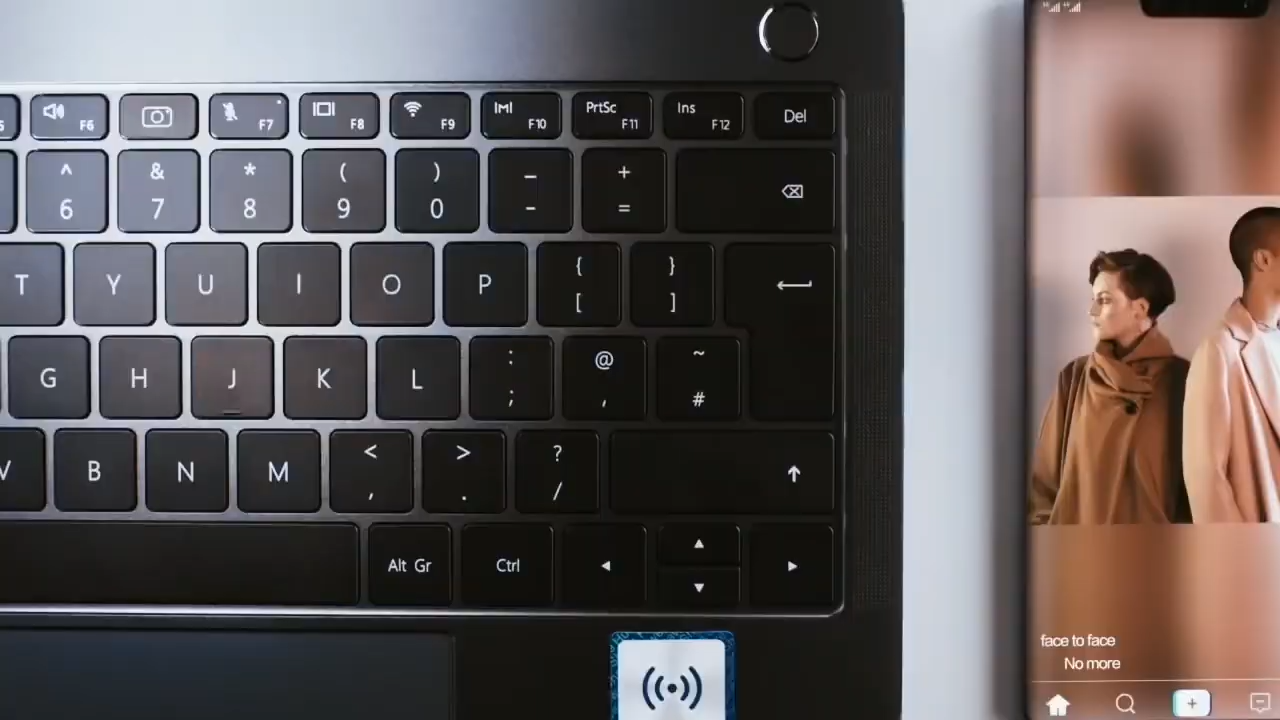 F6 F7 F8 F9 F10 PrtSc F11 Ins F12 Del
^ & * ( ) _ +
6 7 8 9 0 - =
T Y U I O P { [ } ]
G H J K L : ; @ ' ~ #
V B N M < , > . ? /
Alt Gr Ctrl
face to face
No more